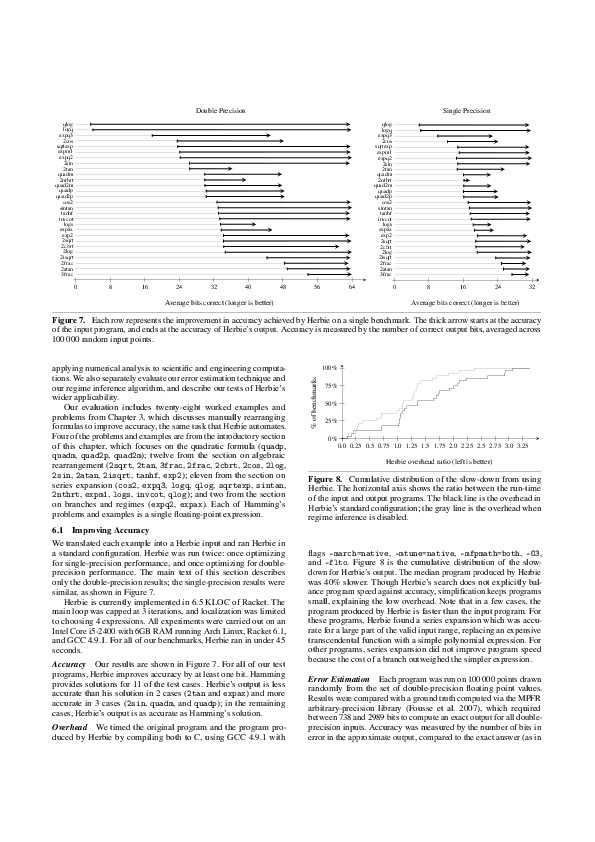 Double Precision
Single Precision
qlog
logq
expq3
2cos
sqrtexp
expm1
expq2
2sin
2tan
quadm
2nthrt
quad2m
quadp
quad2p
cos2
sintan
tanhf
invcot
logs
expax
exp2
2sqrt
2cbrt
2log
2isqrt
2frac
2atan
3frac
0 8 16 24 32 40 48 56 64
Average bits correct (longer is better)
qlog
logq
expq3
2cos
sqrtexp
expm1
expq2
2sin
2tan
quadm
2nthrt
quad2m
quadp
quad2p
cos2
sintan
tanhf
invcot
logs
expax
exp2
2sqrt
2cbrt
2log
2isqrt
2frac
2atan
3frac
0 8 16 24 32
Average bits correct (longer is better)
Figure 7. Each row represents the improvement in accuracy achieved by Herbie on a single benchmark. The thick arrow starts at the accuracy
of the input program, and ends at the accuracy of Herbie's output. Accuracy is measured by the number of correct output bits, averaged across
100 000 random input points.
applying numerical analysis to scientific and engineering computa-
tions. We also separately evaluate our error estimation technique and
our regime inference algorithm, and describe our tests of Herbie's
wider applicability.
Our evaluation includes twenty-eight worked examples and
problems from Chapter 3, which discusses manually rearranging
formulas to improve accuracy, the same task that Herbie automates.
Four of the problems and examples are from the introductory section
of this chapter, which focuses on the quadratic formula (quadp,
quadm, quad2p, quad2m); twelve from the section on algebraic
rearrangement (2sqrt, 2tan, 3frac, 2frac, 2cbrt, 2cos, 2log,
2sin, 2atan, 2isqrt, tanhf, exp2); eleven from the section on
series expansion (cos2, expq3, logq, qlog, sqrtexp, sintan,
2nthrt, expm1, logs, invcot, qlog); and two from the section
on branches and regimes (expq2, expax). Each of Hamming's
problems and examples is a single floating-point expression.
6.1 Improving Accuracy
We translated each example into a Herbie input and ran Herbie in
a standard configuration. Herbie was run twice: once optimizing
for single-precision performance, and once optimizing for double-
precision performance. The main text of this section describes
only the double-precision results; the single-precision results were
similar, as shown in Figure 7.
Herbie is currently implemented in 6.5 KLOC of Racket. The
main loop was capped at 3 iterations, and localization was limited
to choosing 4 expressions. All experiments were carried out on an
Intel Core i5-2400 with 6GB RAM running Arch Linux, Racket 6.1,
and GCC 4.9.1. For all of our benchmarks, Herbie ran in under 45
seconds.
Accuracy Our results are shown in Figure 7. For all of our test
programs, Herbie improves accuracy by at least one bit. Hamming
provides solutions for 11 of the test cases. Herbie's output is less
accurate than his solution in 2 cases (2tan and expax) and more
accurate in 3 cases (2sin, quadm, and quadp); in the remaining
cases, Herbie's output is as accurate as Hamming's solution.
Overhead We timed the original program and the program pro-
duced by Herbie by compiling both to C, using GCC 4.9.1 with
100%
75%
50%
25%
0%
% of benchmarks
0.0 0.25 0.5 0.75 1.0 1.25 1.5 1.75 2.0 2.25 2.5 2.75 3.0 3.25
Herbie overhead ratio (left is better)
Figure 8. Cumulative distribution of the slow-down from using
Herbie. The horizontal axis shows the ratio between the run-time
of the input and output programs. The black line is the overhead in
Herbie's standard configuration; the gray line is the overhead when
regime inference is disabled.
flags -march=native, -mtune=native, -mfpmath=both, -O3,
and -flto. Figure 8 is the cumulative distribution of the slow-
down for Herbie's output. The median program produced by Herbie
was 40% slower. Though Herbie's search does not explicitly bal-
ance program speed against accuracy, simplification keeps programs
small, explaining the low overhead. Note that in a few cases, the
program produced by Herbie is faster than the input program. For
these programs, Herbie found a series expansion which was accu-
rate for a large part of the valid input range, replacing an expensive
transcendental function with a simple polynomial expression. For
other programs, series expansion did not improve program speed
because the cost of a branch outweighed the simpler expression.
Error Estimation Each program was run on 100 000 points drawn
randomly from the set of double-precision floating point values.
Results were compared with a ground truth computed via the MPFR
arbitrary-precision library (Fousse et al. 2007), which required
between 738 and 2989 bits to compute an exact output for all double-
precision inputs. Accuracy was measured by the number of bits in
error in the approximate output, compared to the exact answer (as in